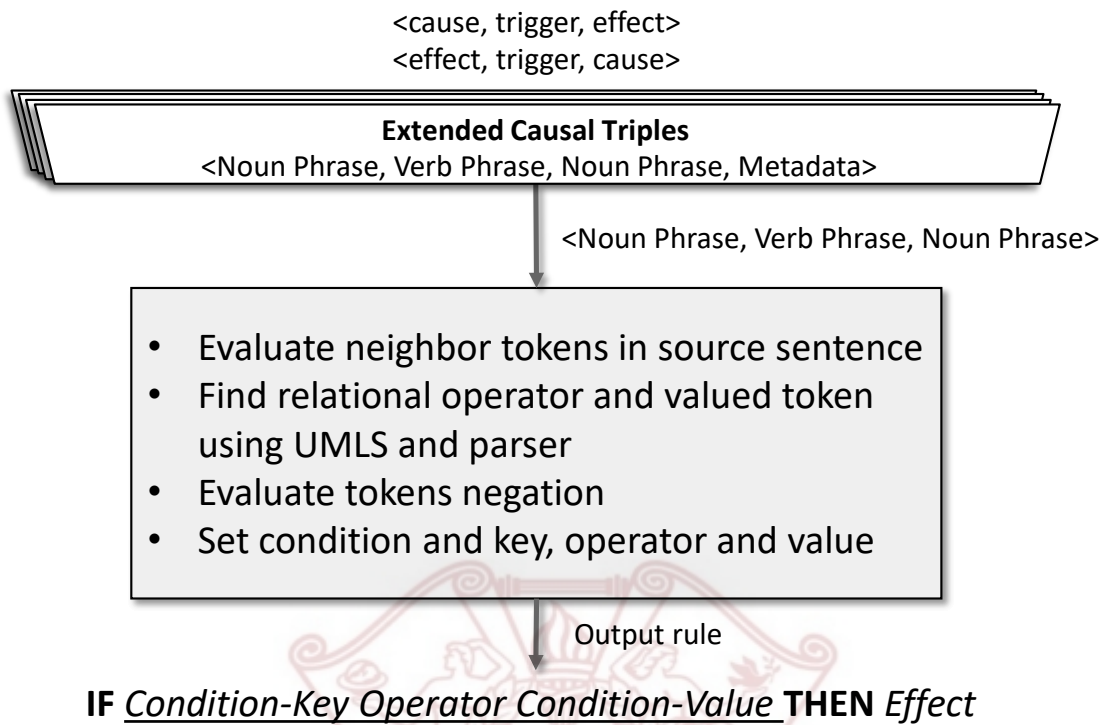 <cause, trigger, effect>
<effect, trigger, cause>
Extended Causal Triples
<Noun Phrase, Verb Phrase, Noun Phrase, Metadata>
<Noun Phrase, Verb Phrase, Noun Phrase>
• Evaluate neighbor tokens in source sentence
• Find relational operator and valued token
using UMLS and parser
• Evaluate tokens negation
• Set condition and key, operator and value
Output rule
IF Condition-Key Operator Condition-Value THEN Effect